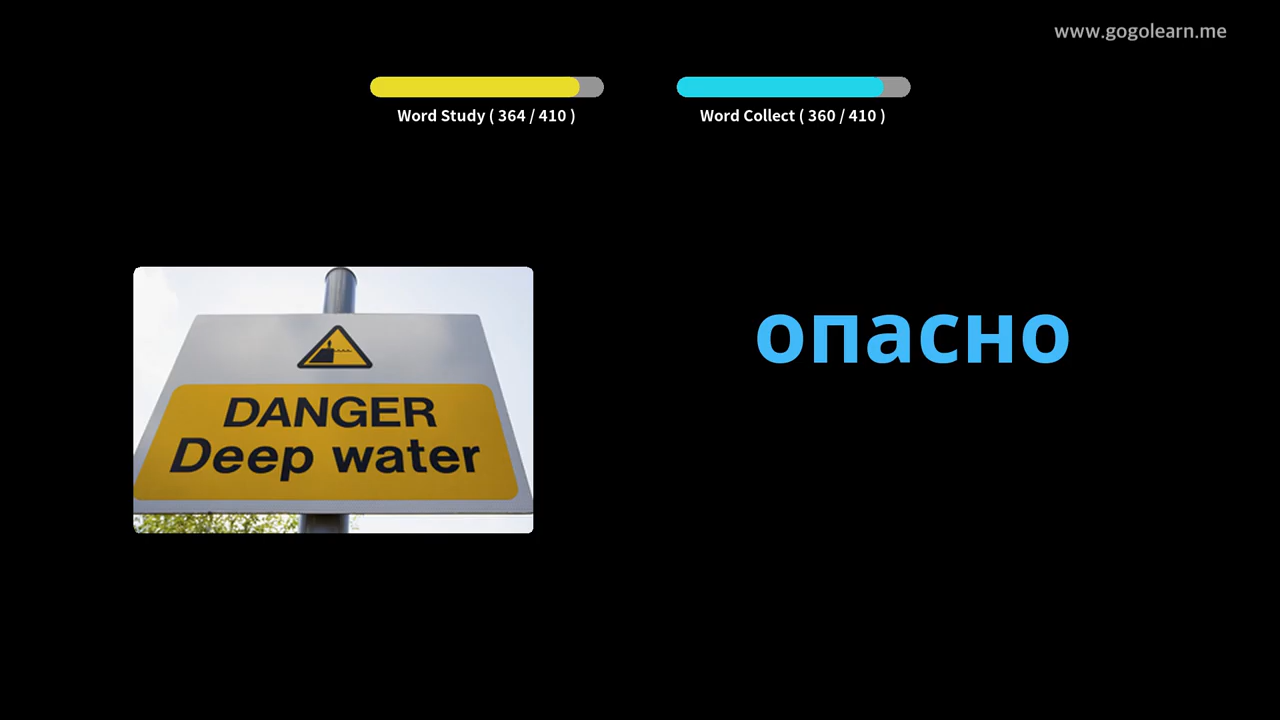 www.gogolearn.me
Word Study ( 364 / 410 )
Word Collect ( 360 / 410 )
DANGER
Deep water
опасно